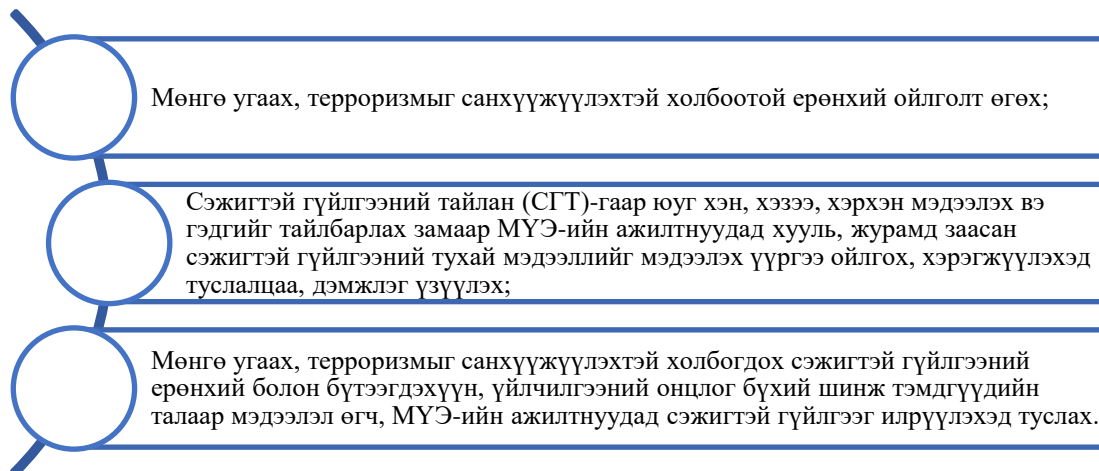 Мөнгө угаах, терроризмыг санхүүжүүлэхтэй холбоотой ерөнхий ойлголт өгөх;
Сэжигтэй гүйлгээний тайлан (СГТ)-гаар юуг хэн, хэзээ, хэрхэн мэдээлэх вэ
гэдгийг тайлбарлах замаар МҮЭ-ийн ажилтнуудад хууль, журамд заасан
сэжигтэй гүйлгээний тухай мэдээллийг мэдээлэх үүргээ ойлгох, хэрэгжүүлэхэд
туслалцаа, дэмжлэг үзүүлэх;
Мөнгө угаах, терроризмыг санхүүжүүлэхтэй холбогдох сэжигтэй гүйлгээний
ерөнхий болон бүтээгдэхүүн, үйлчилгээний онцлог бүхий шинж тэмдгүүдийн
талаар мэдээлэл өгч, МҮЭ-ийн ажилтнуудад сэжигтэй гүйлгээг илрүүлэхэд туслах.